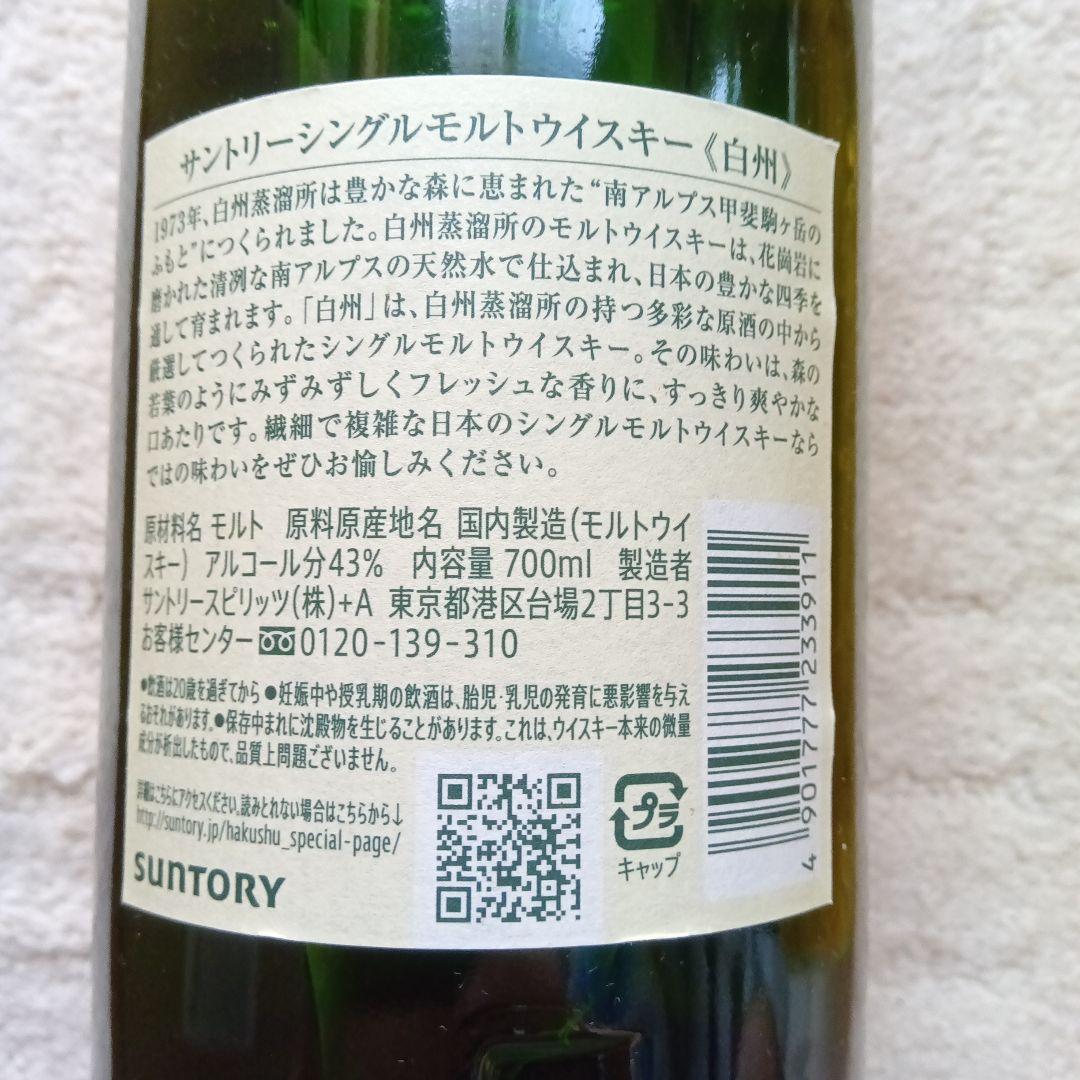 サントリーシングルモルトウイスキー《白州》
1973年、白州蒸溜所は豊かな森に恵まれた“南アルプス甲斐駒ヶ岳の
ふもと”につくられました。白州蒸溜所のモルトウイスキーは、花崗岩に
磨かれた清冽な南アルプスの天然水で仕込まれ、日本の豊かな四季を
通して育まれます。「白州」は、白州蒸溜所の持つ多彩な原酒の中から
厳選してつくられたシングルモルトウイスキー。その味わいは、森の
若葉のようにみずみずしくフレッシュな香りに、すっきり爽やかな
口あたりです。繊細で複雑な日本のシングルモルトウイスキーなら
ではの味わいをぜひお愉しみください。
原材料名 モルト 原料原産地名 国内製造(モルトウイ
スキー) アルコール分43% 内容量 700ml 製造者
サントリースピリッツ(株)+A 東京都港区台場2丁目3-3
お客様センター 0120-139-310
●飲酒は20歳を過ぎてから ●妊娠中や授乳期の飲酒は、胎児・乳児の発育に悪影響を与え
るおそれがあります。●保存中まれに沈殿物を生じることがあります。これは、ウイスキー本来の微量
成分が析出したもので、品質上問題ございません。
詳細はこちらにアクセスください。読みとれない場合はこちらから↓
http://suntory.jp/hakushu_special-page/
SUNTORY
プラ
キャップ
4 901777 233911